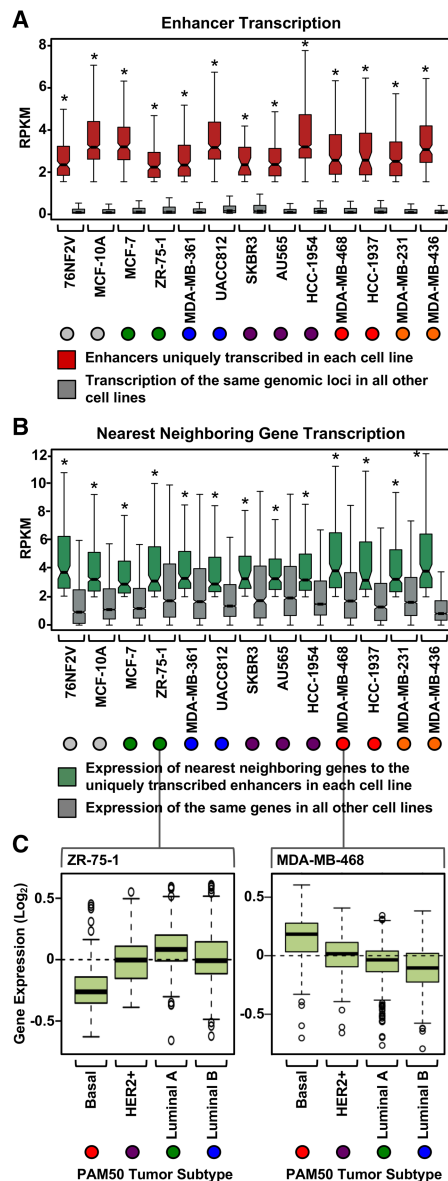 A
Enhancer Transcription
RPKM
8
6
4
2
0
* * * * * * * * * * * * *
76NF2V
MCF-10A
MCF-7
ZR-75-1
MDA-MB-361
UACC812
SKBR3
AU565
HCC-1954
MDA-MB-468
HCC-1937
MDA-MB-231
MDA-MB-436
Enhancers uniquely transcribed in each cell line
Transcription of the same genomic loci in all other
cell lines
B
Nearest Neighboring Gene Transcription
RPKM
12
10
8
6
4
2
0
* * * * * * * * * * * * *
76NF2V
MCF-10A
MCF-7
ZR-75-1
MDA-MB-361
UACC812
SKBR3
AU565
HCC-1954
MDA-MB-468
HCC-1937
MDA-MB-231
MDA-MB-436
Expression of nearest neighboring genes to the
uniquely transcribed enhancers in each cell line
Expression of the same genes in all other cell lines
C
ZR-75-1
Gene Expression (Log2)
0.5
0
-0.5
Basal
HER2+
Luminal A
Luminal B
PAM50 Tumor Subtype
MDA-MB-468
0.5
0
-0.5
Basal
HER2+
Luminal A
Luminal B
PAM50 Tumor Subtype